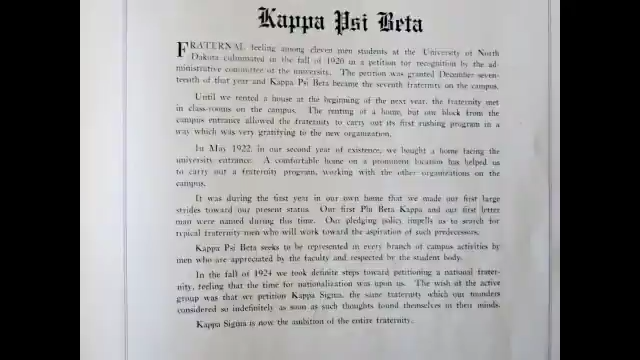 Kappa Psi Beta
FRATERNAL feeling among eleven men students at the University of North
Dakota culminated in the fall of 1920 in a petition for recognition by the ad-
ministrative committee of the university. The petition was granted December seven-
teenth of that year and Kappa Psi Beta became the seventh fraternity on the campus.
Until we rented a house at the beginning of the next year, the fraternity met
in class-rooms on the campus. The renting of a home, but one block from the
campus entrance allowed the fraternity to carry out its first rushing program in a
way which was very gratifying to the new organization.
In May 1922, in our second year of existence, we bought a home facing the
university entrance. A comfortable home on a prominent location has helped us
to carry out a fraternity program, working with the other organizations on the
campus.
It was during the first year in our own home that we made our first large
strides toward our present status. Our first Phi Beta Kappa and our first letter
man were named during this time. Our pledging policy impells us to search for
typical fraternity men who will work toward the aspiration of such predecessors.
Kappa Psi Beta seeks to be represented in every branch of campus activities by
men who are appreciated by the faculty and respected by the student body.
In the fall of 1924 we took definite steps toward petitioning a national frater-
nity, feeling that the time for nationalization was upon us. The wish of the active
group was that we petition Kappa Sigma, the same fraternity which our founders
considered so indefinitely as soon as such thoughts found themselves in their minds.
Kappa Sigma is now the ambition of the entire fraternity.